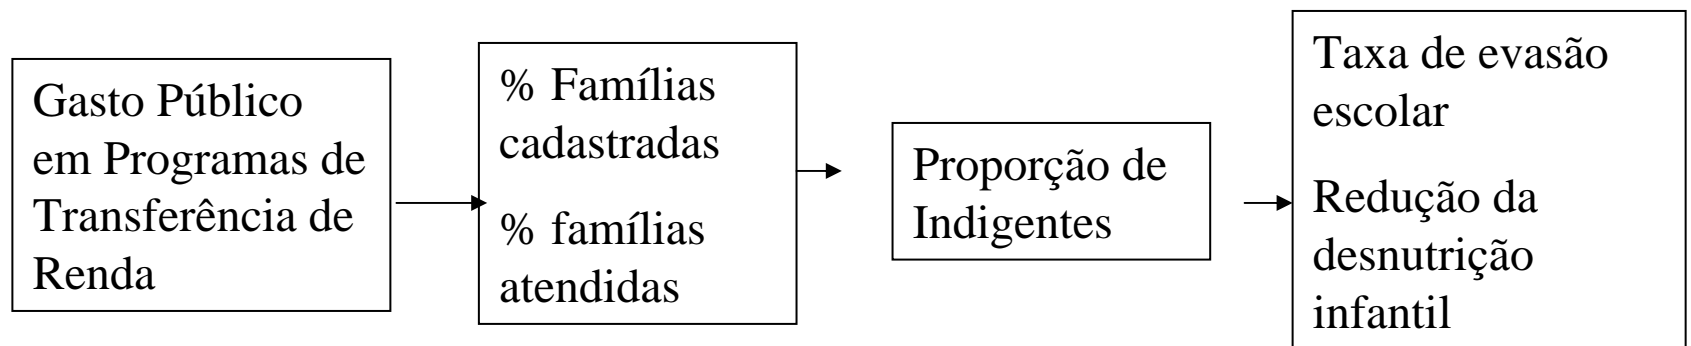 Gasto Público
em Programas de
Transferência de
Renda
% Famílias
cadastradas
% famílias
atendidas
Proporção de
Indigentes
Taxa de evasão
escolar
Redução da
desnutrição
infantil